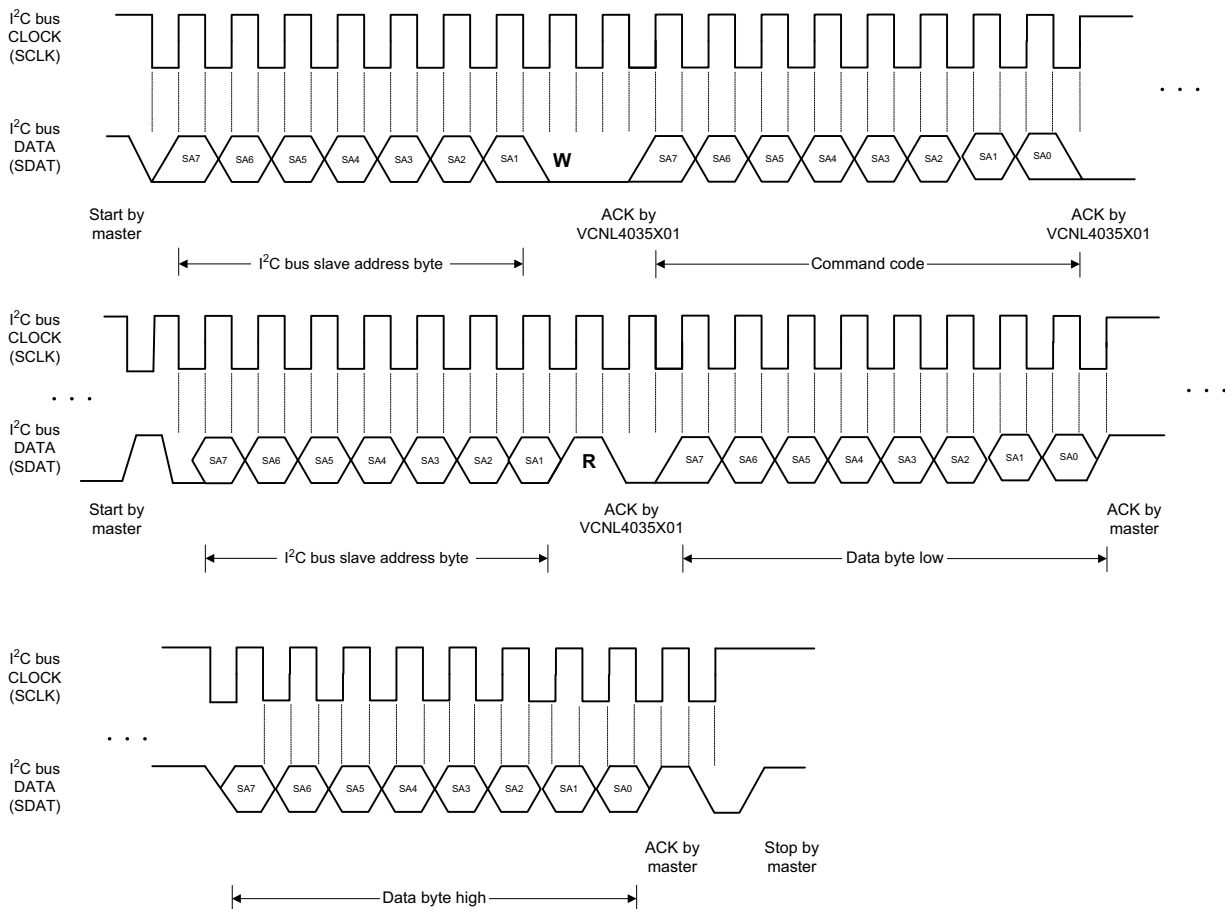 I²C bus
CLOCK
(SCLK)
. . .
I²C bus
DATA
(SDAT)
SA7 SA6 SA5 SA4 SA3 SA2 SA1 W SA7 SA6 SA5 SA4 SA3 SA2 SA1 SA0
Start by
master
ACK by
VCNL4035X01
ACK by
VCNL4035X01
I²C bus slave address byte
Command code
I²C bus
CLOCK
(SCLK)
. . .
. . .
I²C bus
DATA
(SDAT)
SA7 SA6 SA5 SA4 SA3 SA2 SA1 R SA7 SA6 SA5 SA4 SA3 SA2 SA1 SA0
Start by
master
ACK by
VCNL4035X01
ACK by
master
I²C bus slave address byte
Data byte low
I²C bus
CLOCK
(SCLK)
. . .
I²C bus
DATA
(SDAT)
SA7 SA6 SA5 SA4 SA3 SA2 SA1 SA0
ACK by
master
Stop by
master
Data byte high